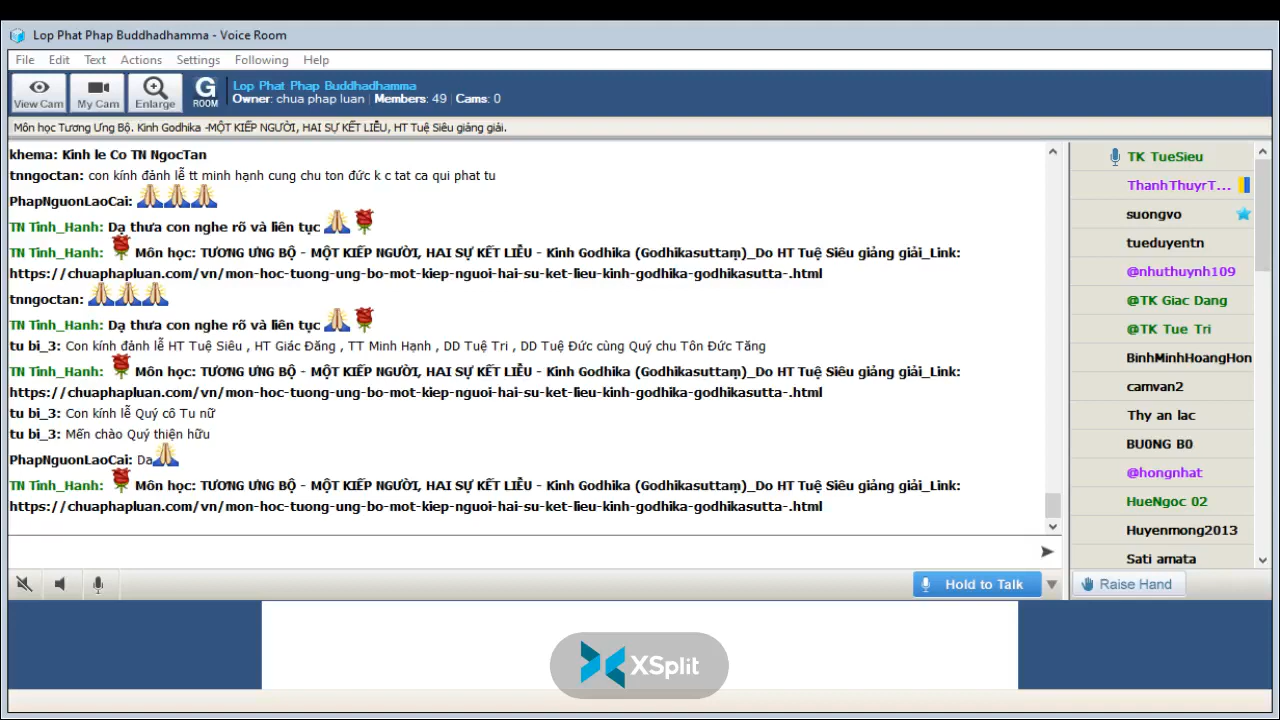 Lop Phat Phap Buddhadhamma - Voice Room
File Edit Text Actions Settings Following Help
View Cam My Cam Enlarge G ROOM
Lop Phat Phap Buddhadhamma
Owner: chua phap luan | Members: 49 | Cams: 0
Môn học Tương Ưng Bộ. Kinh Godhika -MỘT KIẾP NGƯỜI, HAI SỰ KẾT LIỄU, HT Tuệ Siêu giảng giải.
khema: Kinh le Co TN NgocTan
tnngoctan: con kính đảnh lễ tt minh hạnh cung chu ton đức k c tat ca qui phat tu
PhapNguonLaoCai:
TN Tinh_Hanh: Dạ thưa con nghe rõ và liên tục
TN Tinh_Hanh: Môn học: TƯƠNG ƯNG BỘ - MỘT KIẾP NGƯỜI, HAI SỰ KẾT LIỄU - Kinh Godhika (Godhikasuttaṃ)_Do HT Tuệ Siêu giảng giải_Link:
https://chuaphapluan.com/vn/mon-hoc-tuong-ung-bo-mot-kiep-nguoi-hai-su-ket-lieu-kinh-godhika-godhikasutta-.html
tnngoctan:
TN Tinh_Hanh: Dạ thưa con nghe rõ và liên tục
tu bi_3: Con kính đảnh lễ HT Tuệ Siêu , HT Giác Đăng , TT Minh Hạnh , DD Tuệ Tri , DD Tuệ Đức cùng Quý chu Tôn Đức Tăng
TN Tinh_Hanh: Môn học: TƯƠNG ƯNG BỘ - MỘT KIẾP NGƯỜI, HAI SỰ KẾT LIỄU - Kinh Godhika (Godhikasuttaṃ)_Do HT Tuệ Siêu giảng giải_Link:
https://chuaphapluan.com/vn/mon-hoc-tuong-ung-bo-mot-kiep-nguoi-hai-su-ket-lieu-kinh-godhika-godhikasutta-.html
tu bi_3: Con kính lễ Quý cô Tu nữ
tu bi_3: Mến chào Quý thiện hữu
PhapNguonLaoCai: Da
TN Tinh_Hanh: Môn học: TƯƠNG ƯNG BỘ - MỘT KIẾP NGƯỜI, HAI SỰ KẾT LIỄU - Kinh Godhika (Godhikasuttaṃ)_Do HT Tuệ Siêu giảng giải_Link:
https://chuaphapluan.com/vn/mon-hoc-tuong-ung-bo-mot-kiep-nguoi-hai-su-ket-lieu-kinh-godhika-godhikasutta-.html
TK TueSieu
ThanhThuyrT...
suongvo
tueduyentn
@nhuthuynh109
@TK Giac Dang
@TK Tue Tri
BinhMinhHoangHon
camvan2
Thy an lac
BU0NG B0
@hongnhat
HueNgoc 02
Huyenmong2013
Sati amata
Hold to Talk
Raise Hand
XSplit